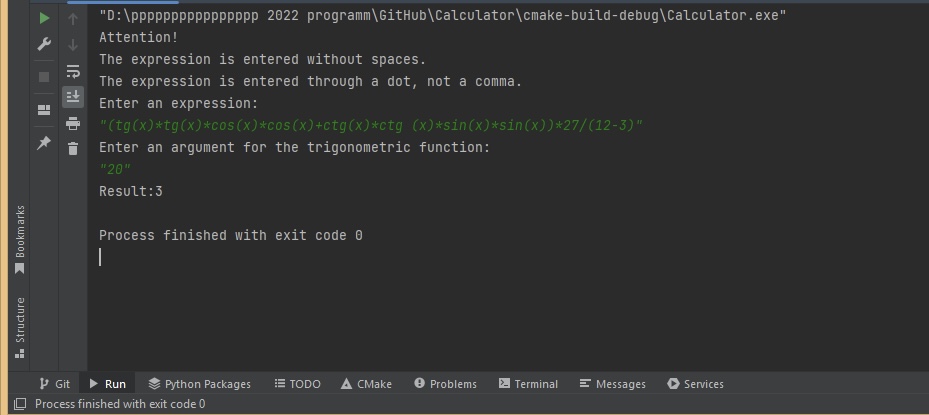 "D:\pppppppppppppppp 2022 programm\GitHub\Calculator\cmake-build-debug\Calculator.exe"
Attention!
The expression is entered without spaces.
The expression is entered through a dot, not a comma.
Enter an expression:
"(tg(x)*tg(x)*cos(x)*cos(x)+ctg(x)*ctg (x)*sin(x)*sin(x))*27/(12-3)"
Enter an argument for the trigonometric function:
"20"
Result:3
Process finished with exit code 0
Bookmarks
Structure
Git Run Python Packages TODO CMake Problems Terminal Messages Services
Process finished with exit code 0